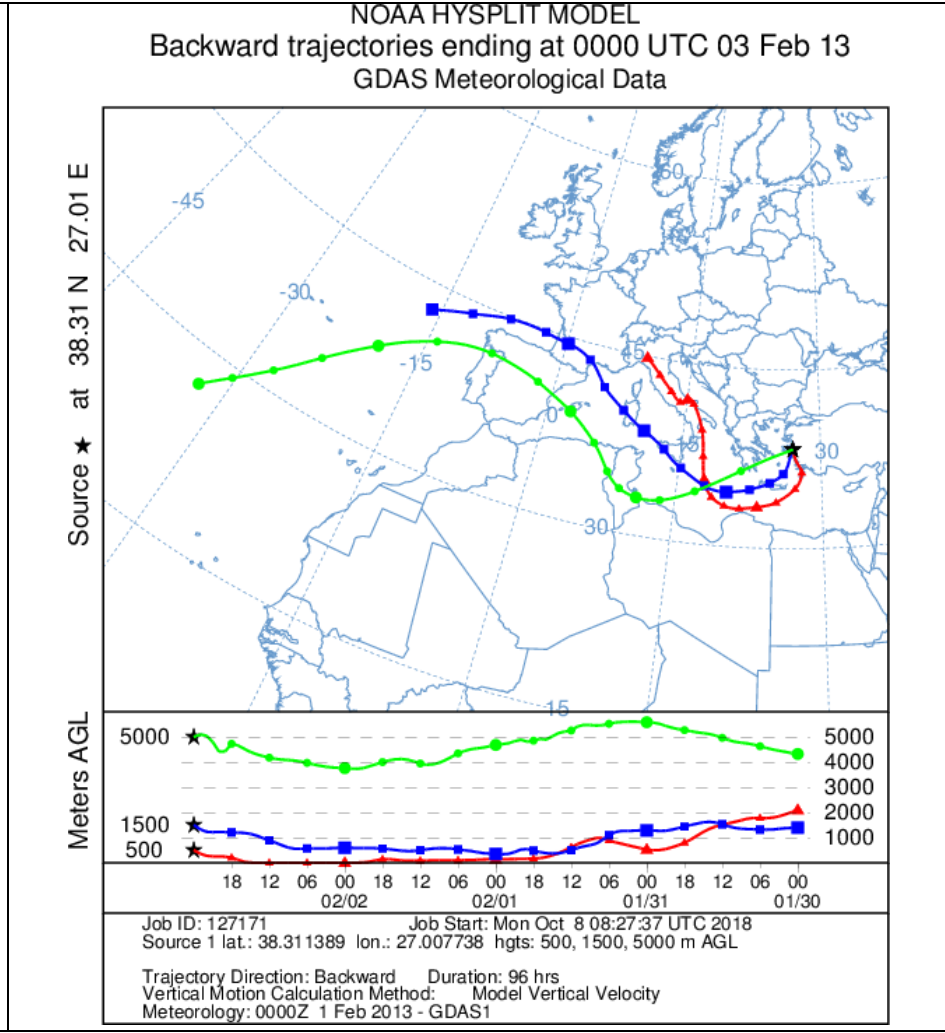 NOAA HYSPLIT MODEL
Backward trajectories ending at 0000 UTC 03 Feb 13
GDAS Meteorological Data
Source ★ at 38.31 N 27.01 E
-45
-30
-15
0
15
30
45
60
30
15
Meters AGL
5000
1500
500
5000
4000
3000
2000
1000
18 12 06 00 18 12 06 00 18 12 06 00 18 12 06 00
02/02 02/01 01/31 01/30
Job ID: 127171 Job Start: Mon Oct 8 08:27:37 UTC 2018
Source 1 lat.: 38.311389 lon.: 27.007738 hgts: 500, 1500, 5000 m AGL
Trajectory Direction: Backward Duration: 96 hrs
Vertical Motion Calculation Method: Model Vertical Velocity
Meteorology: 0000Z 1 Feb 2013 - GDAS1